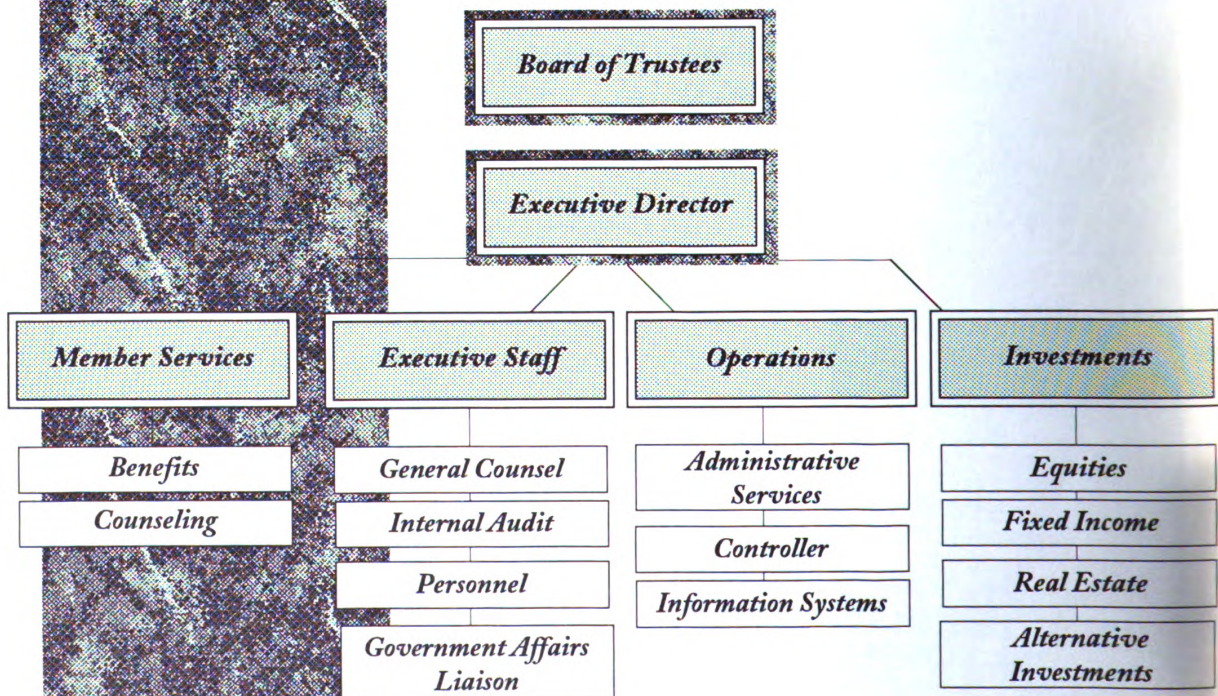 Board of Trustees
Executive Director
Member Services
Executive Staff
Operations
Investments
Benefits
Counseling
General Counsel
Internal Audit
Personnel
Government Affairs
Liaison
Administrative
Services
Controller
Information Systems
Equities
Fixed Income
Real Estate
Alternative
Investments